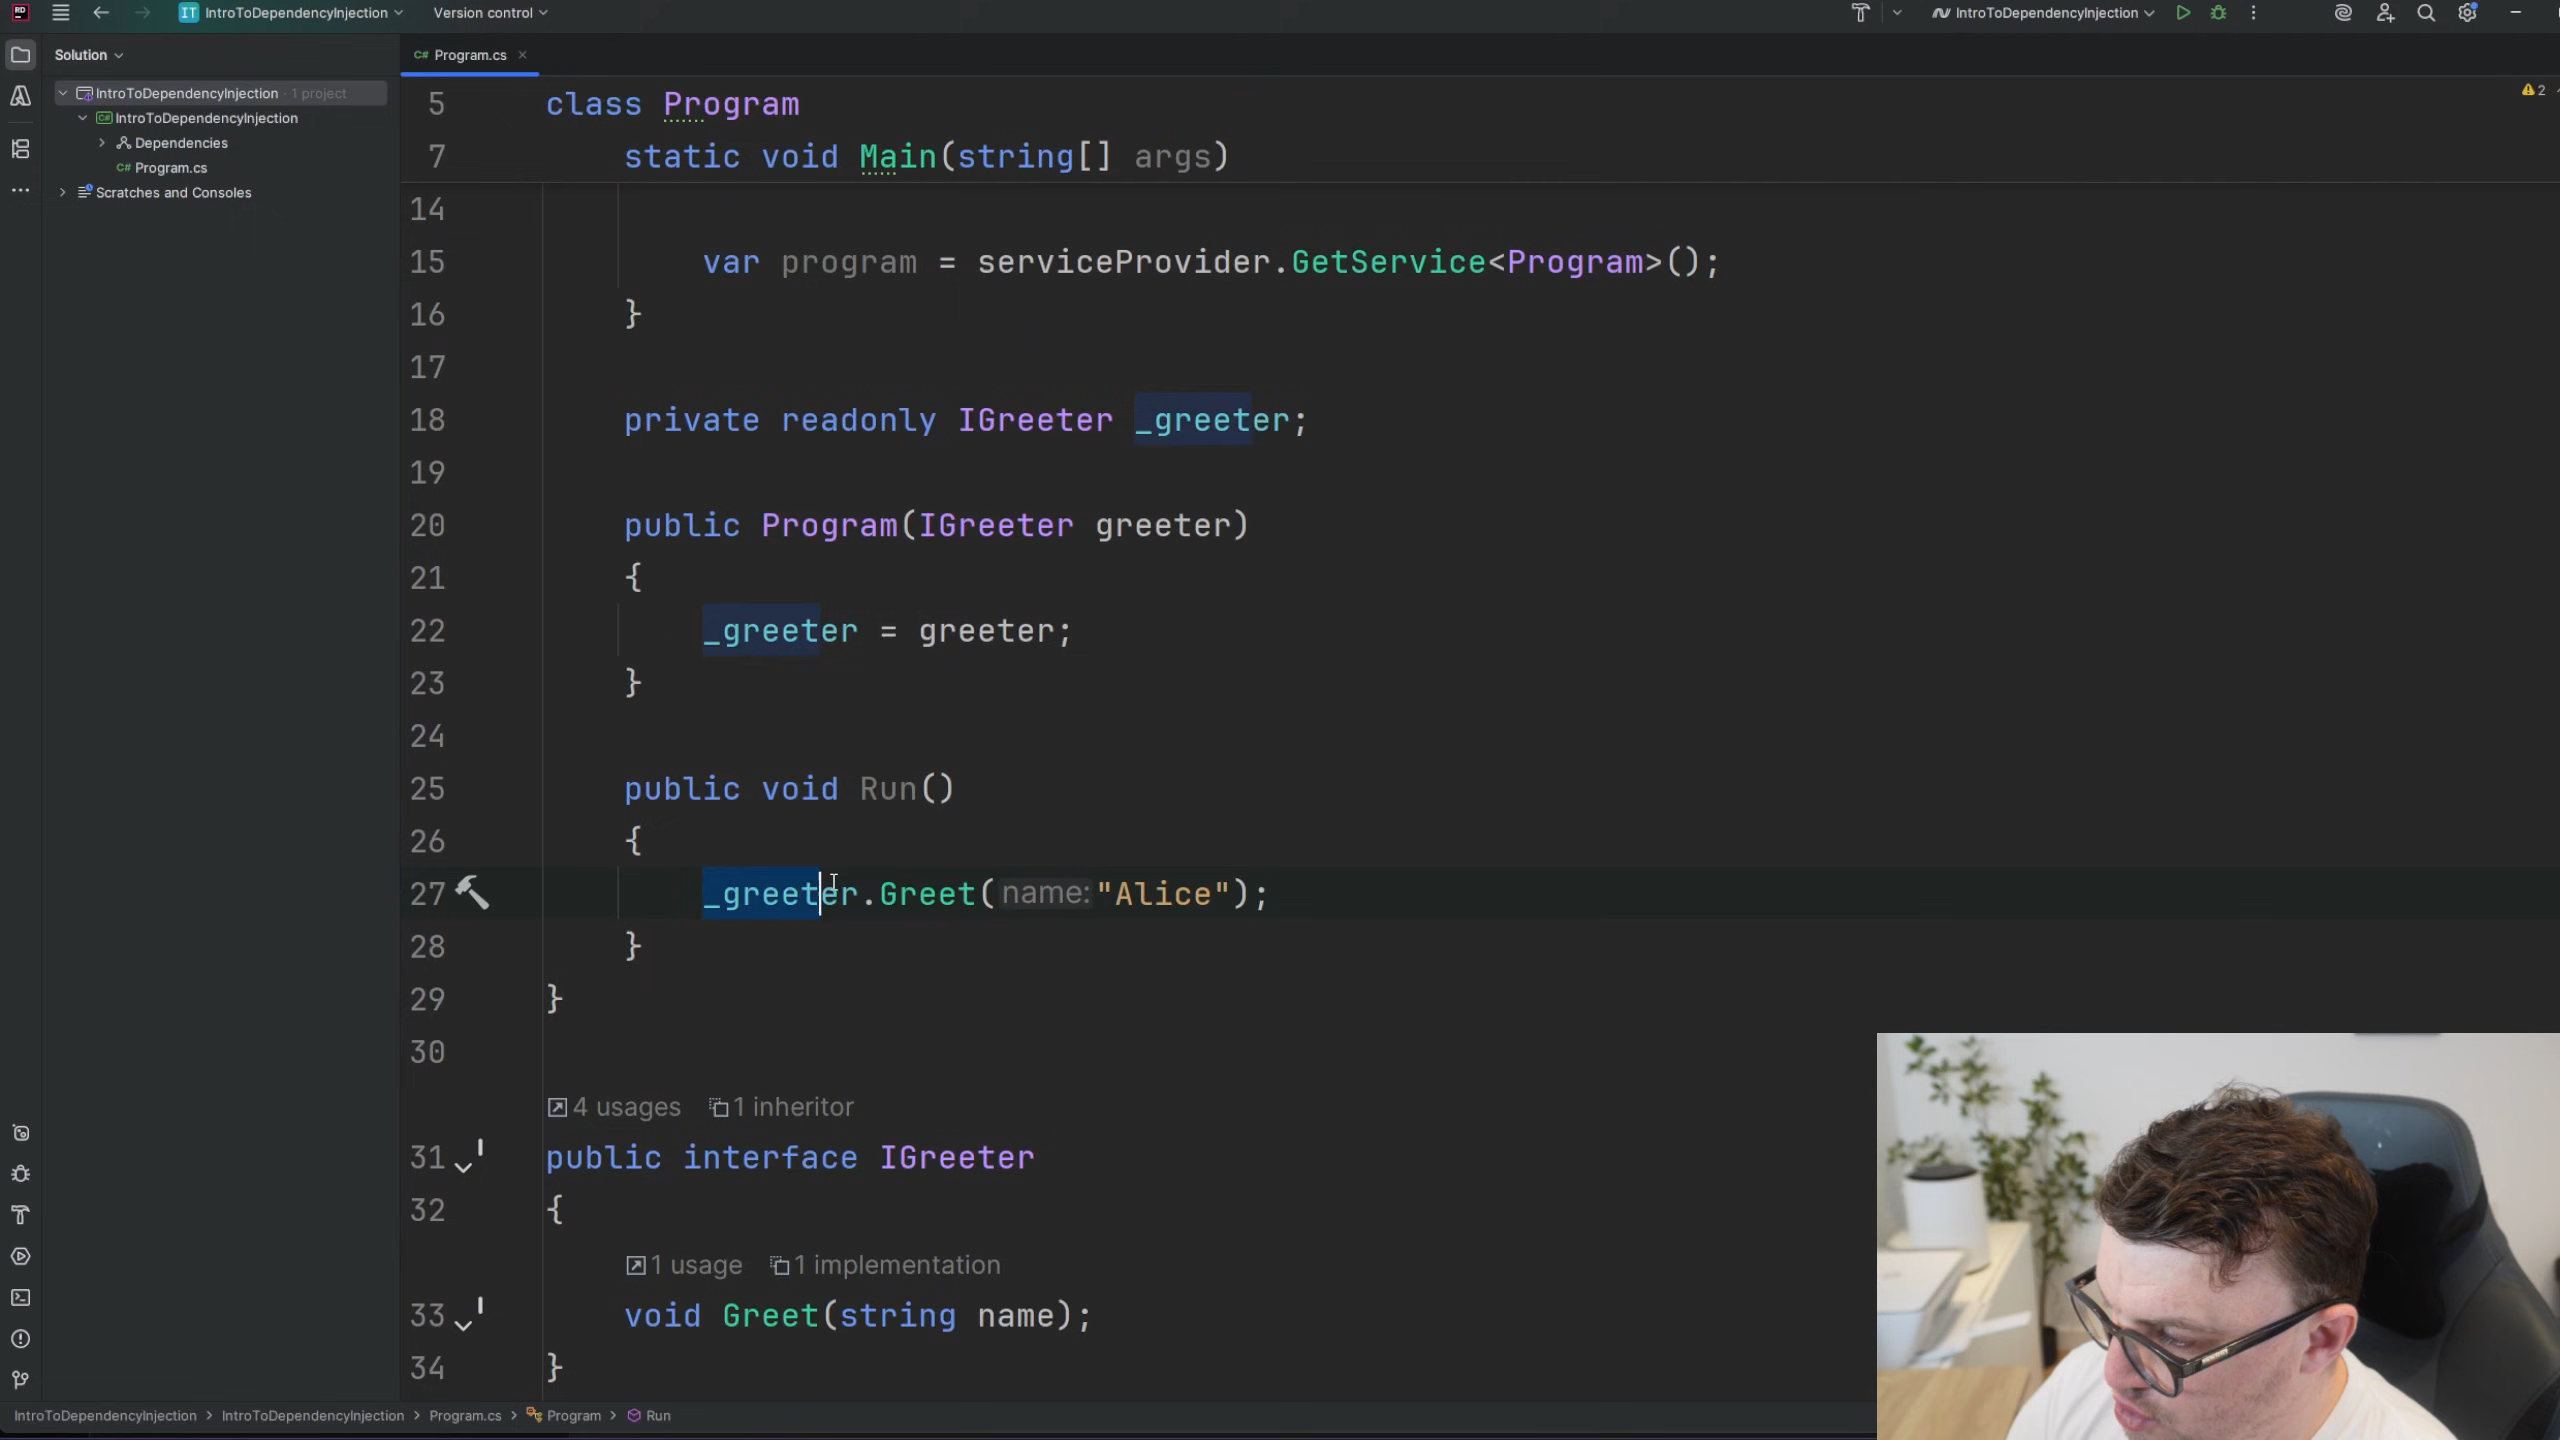 IT IntroToDependencyInjection
Version control
IntroToDependencyInjection
Solution
C# Program.cs
IntroToDependencyInjection · 1 project
C# IntroToDependencyInjection
Dependencies
C# Program.cs
Scratches and Consoles
2
5 class Program
7 static void Main(string[] args)
14
15 var program = serviceProvider.GetService<Program>();
16 }
17
18 private readonly IGreeter _greeter;
19
20 public Program(IGreeter greeter)
21 {
22 _greeter = greeter;
23 }
24
25 public void Run()
26 {
27 _greeter.Greet(name: "Alice");
28 }
29 }
30
4 usages 1 inheritor
31 public interface IGreeter
32 {
1 usage 1 implementation
33 void Greet(string name);
34 }
IntroToDependencyInjection > IntroToDependencyInjection > Program.cs > Program > Run